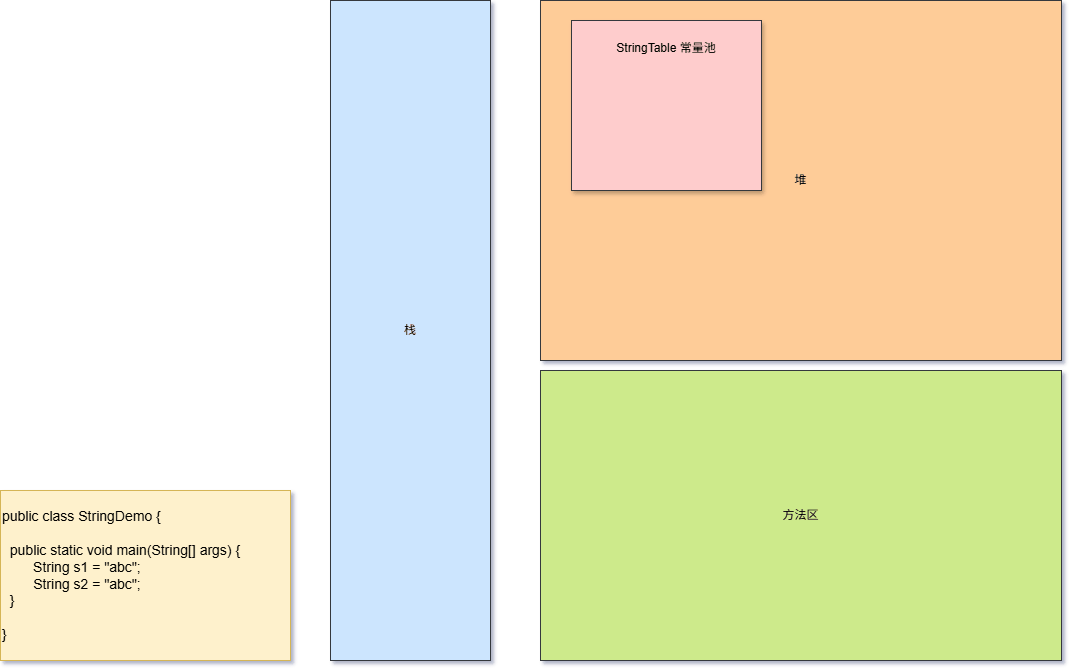 StringTable 常量池
堆
栈
方法区
public class StringDemo {
public static void main(String[] args) {
String s1 = "abc";
String s2 = "abc";
}
}